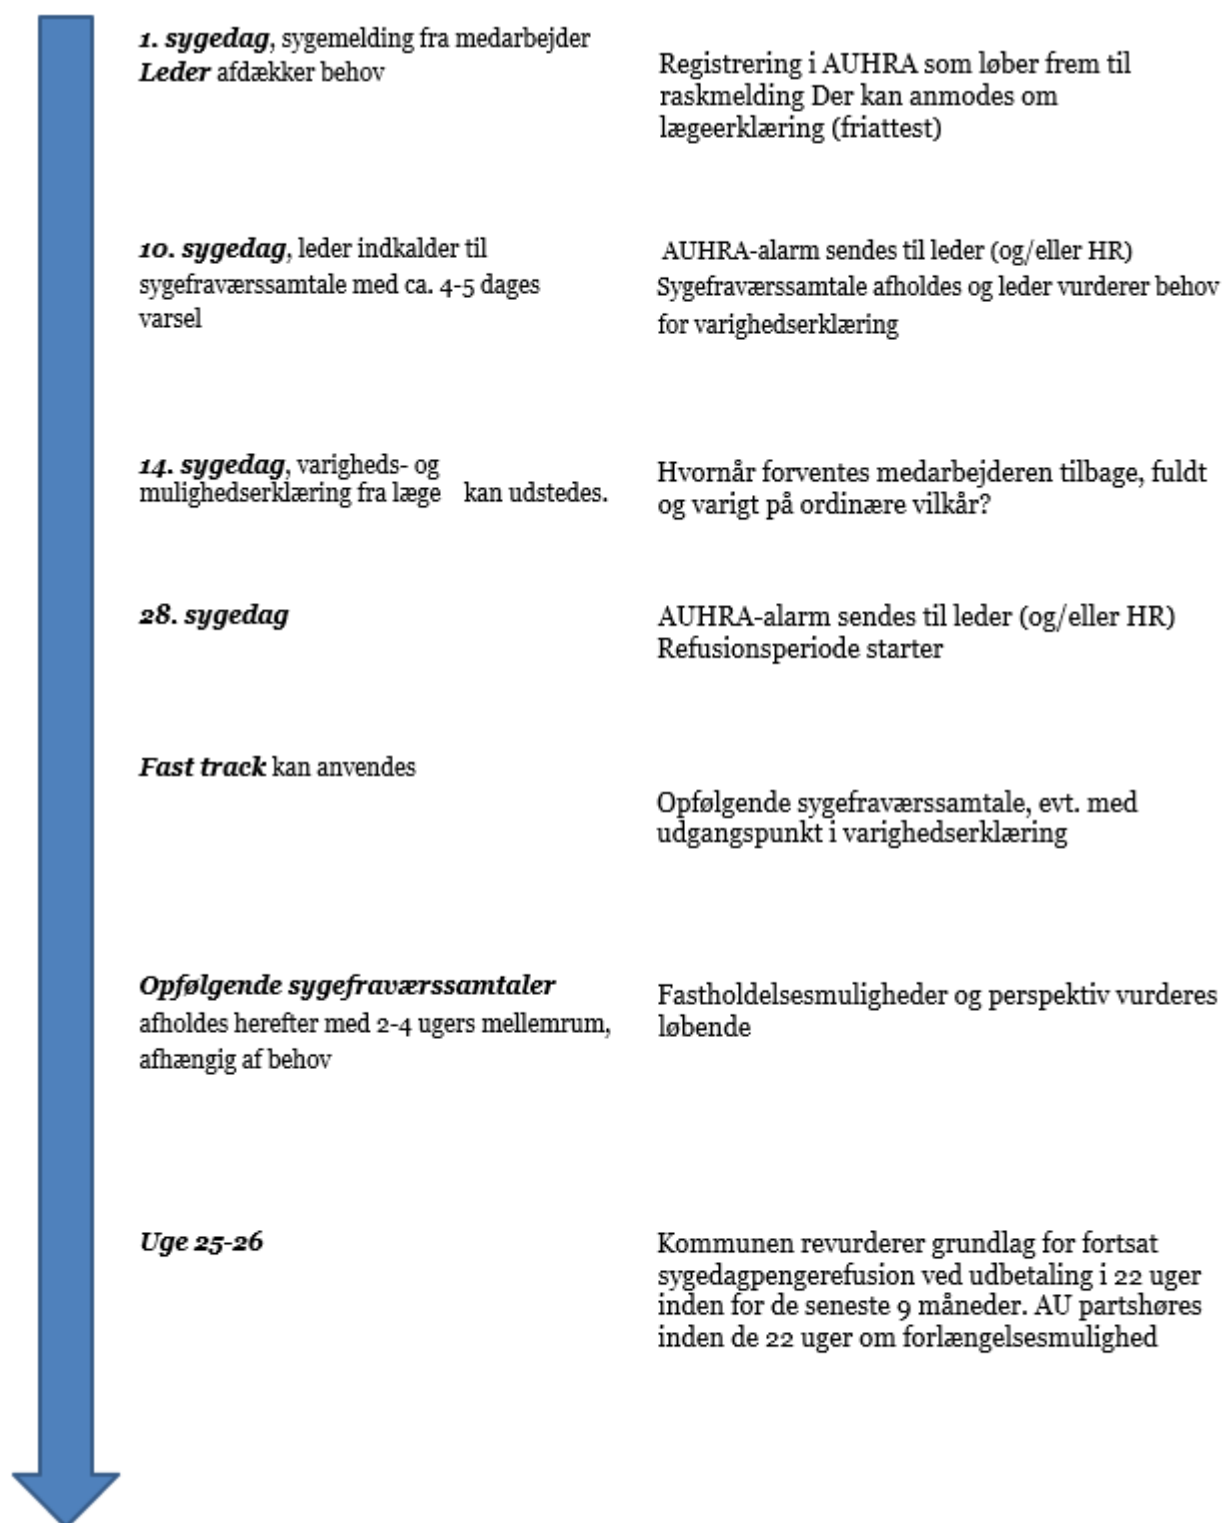 1. sygedag, sygemelding fra medarbejder
Leder afdækker behov
Registrering i AUHRA som løber frem til
raskmelding Der kan anmodes om
lægeerklæring (friattest)
10. sygedag, leder indkalder til
sygefraværssamtale med ca. 4-5 dages
varsel
AUHRA-alarm sendes til leder (og/eller HR)
Sygefraværssamtale afholdes og leder vurderer behov
for varighedserklæring
14. sygedag, varigheds- og
mulighedserklæring fra læge kan udstedes.
Hvornår forventes medarbejderen tilbage, fuldt
og varigt på ordinære vilkår?
28. sygedag
AUHRA-alarm sendes til leder (og/eller HR)
Refusionsperiode starter
Fast track kan anvendes
Opfølgende sygefraværssamtale, evt. med
udgangspunkt i varighedserklæring
Opfølgende sygefraværssamtaler
afholdes herefter med 2-4 ugers mellemrum,
afhængig af behov
Fastholdelsesmuligheder og perspektiv vurderes
løbende
Uge 25-26
Kommunen revurderer grundlag for fortsat
sygedagpengerefusion ved udbetaling i 22 uger
inden for de seneste 9 måneder. AU partshøres
inden de 22 uger om forlængelsesmulighed